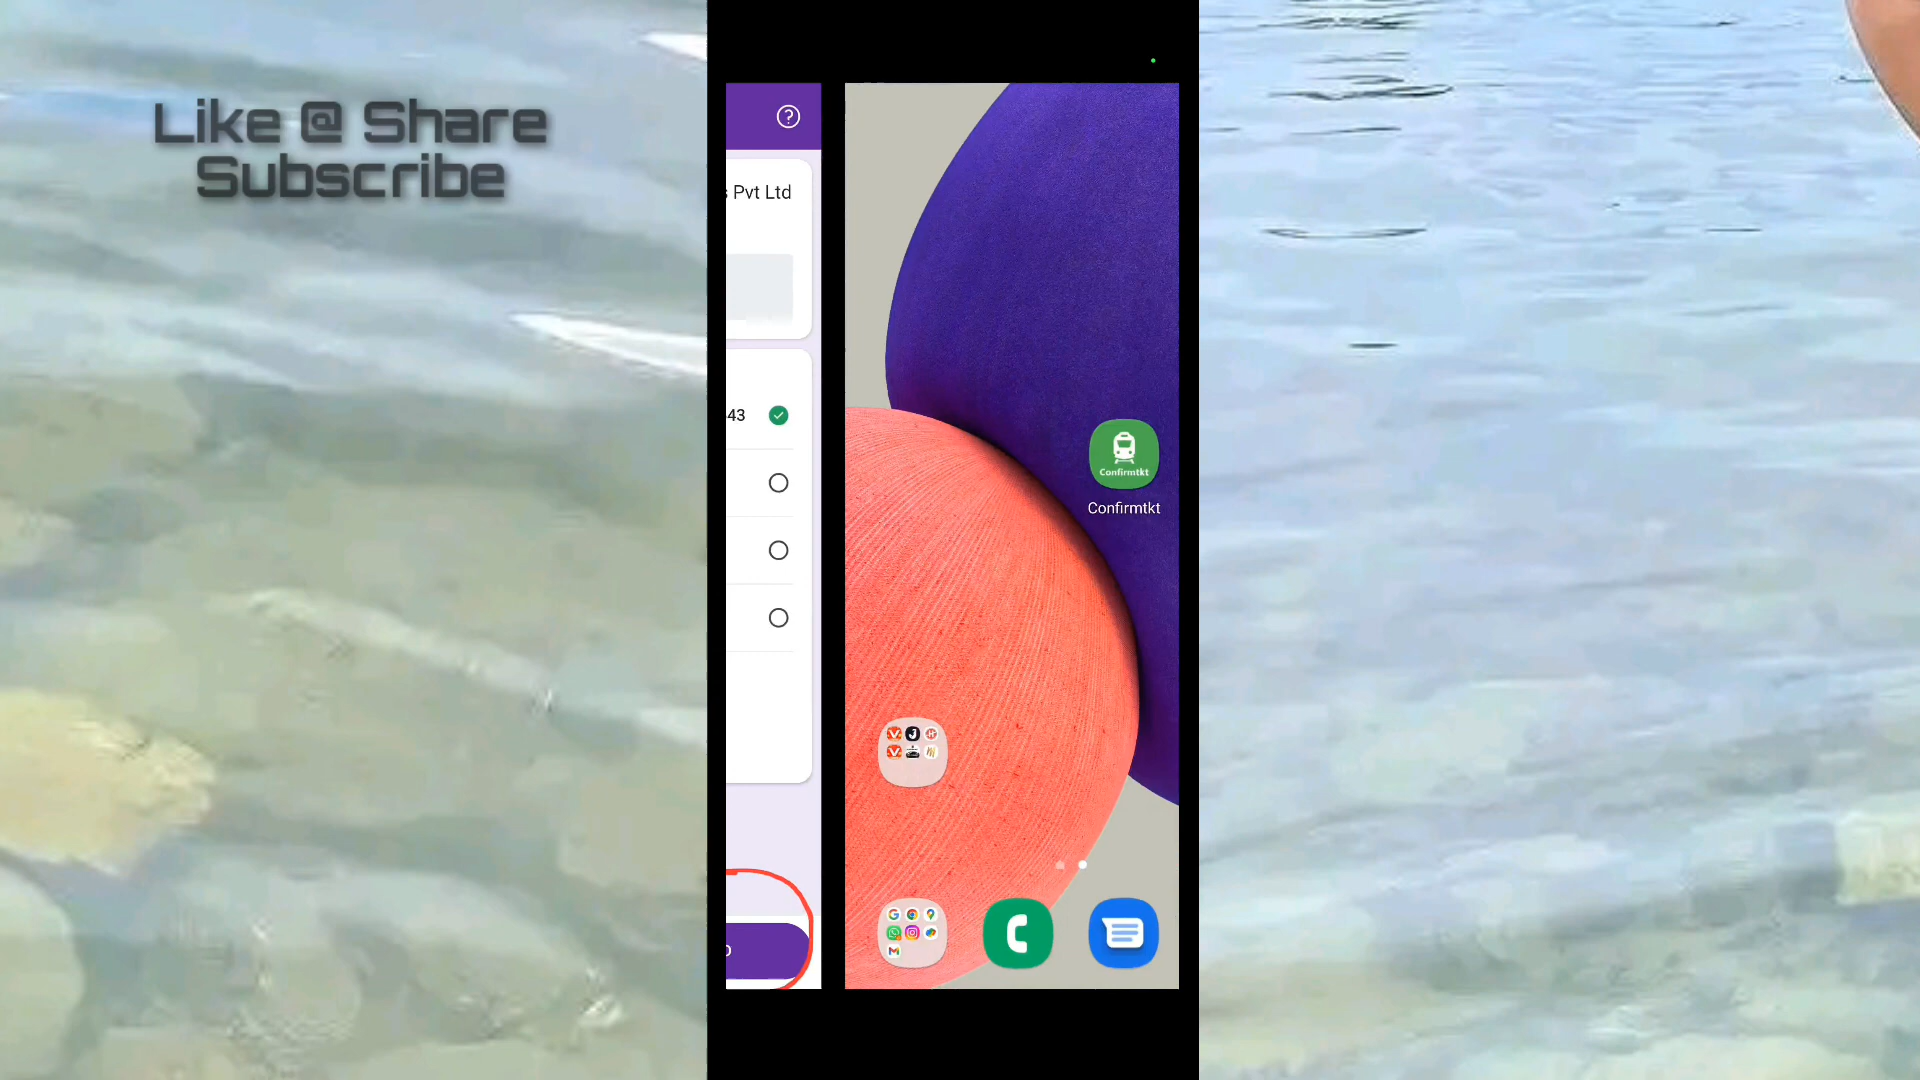 Like @ Share
Subscribe
s Pvt Ltd
43
Confirmtkt
Confirmtkt